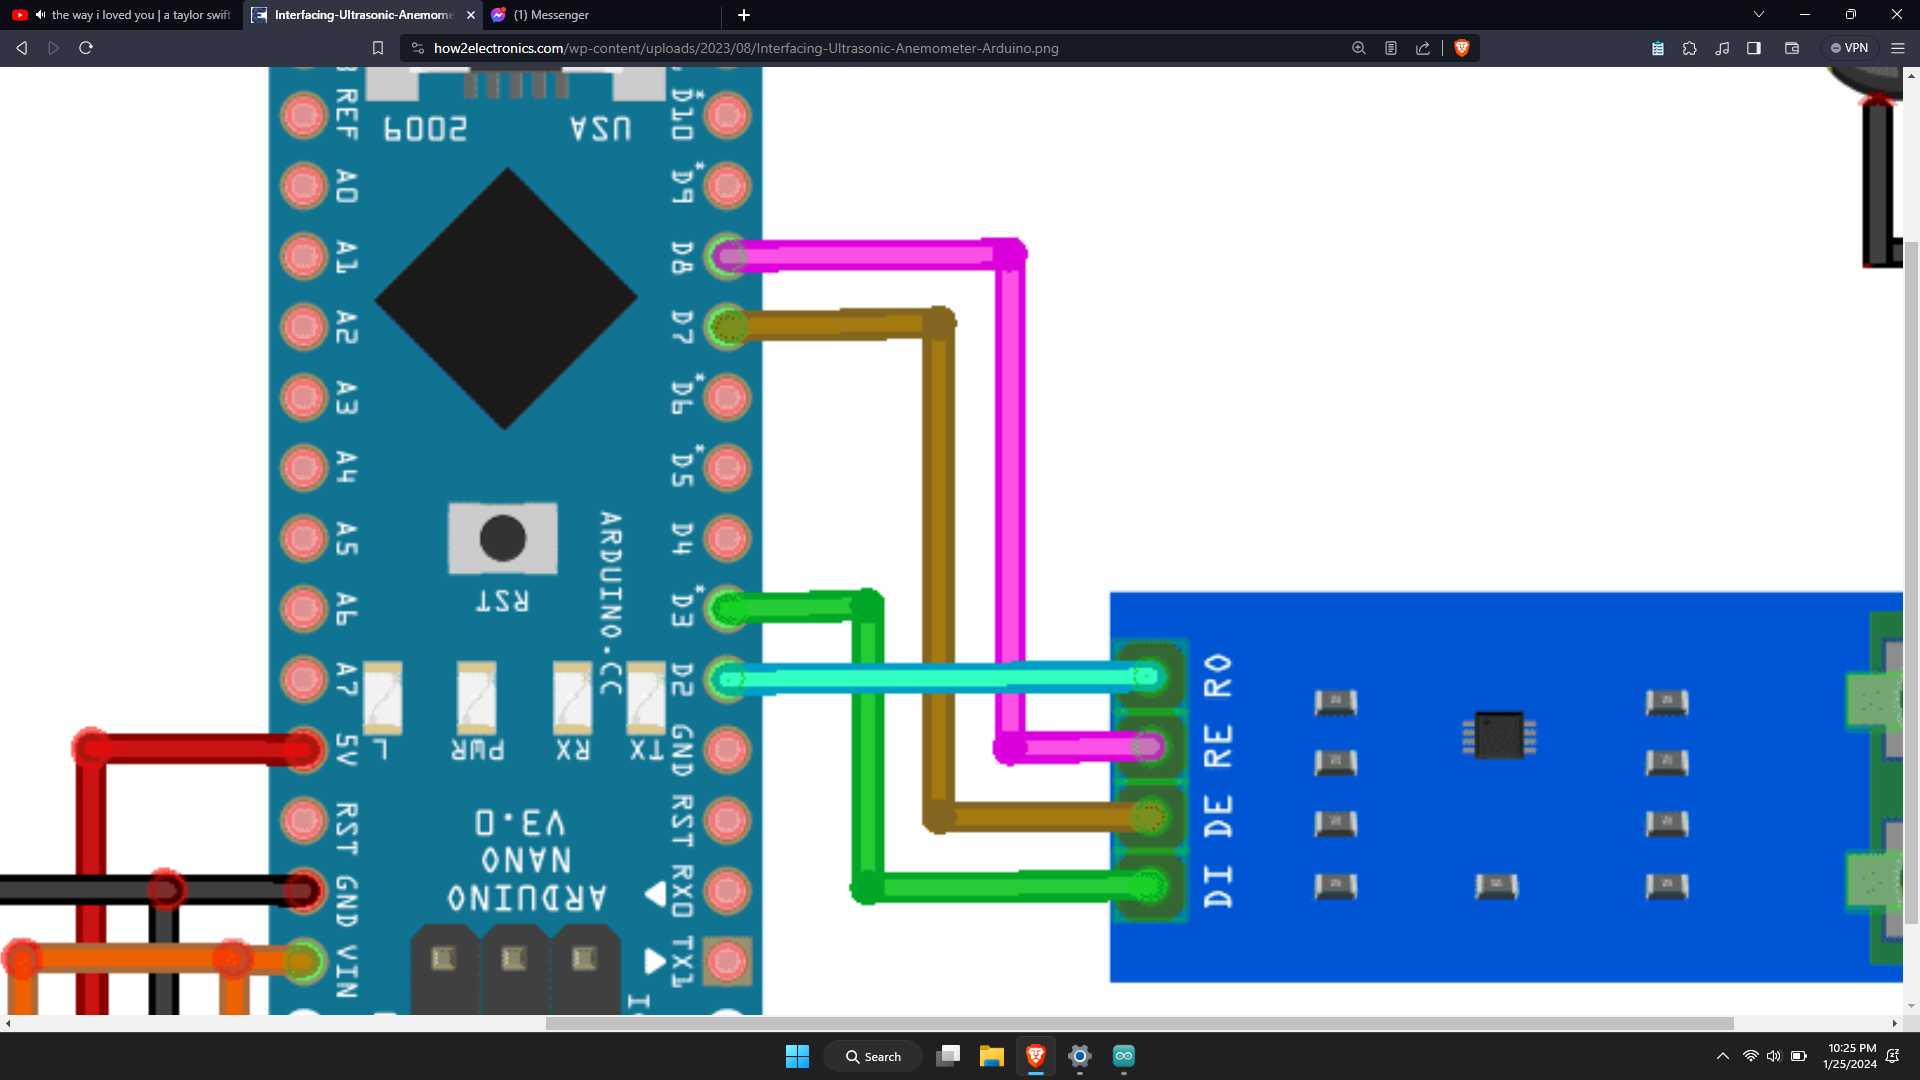 the way i loved you | a taylor swift
Interfacing-Ultrasonic-Anemome
(1) Messenger
how2electronics.com/wp-content/uploads/2023/08/Interfacing-Ultrasonic-Anemometer-Arduino.png
VPN
REF
A0
A1
A2
A3
A4
A5
A6
A7
5V
RST
GND
VIN
2009
USA
RST
ARDUINO.CC
L
PWR
RX
TX
V3.0
NANO
ARDUINO
D10*
D9*
D8
D7
D6*
D5*
D4
D3*
D2
GND
RST
RX0
TX1
RO
RE
DE
DI
Search
10:25 PM
1/25/2024